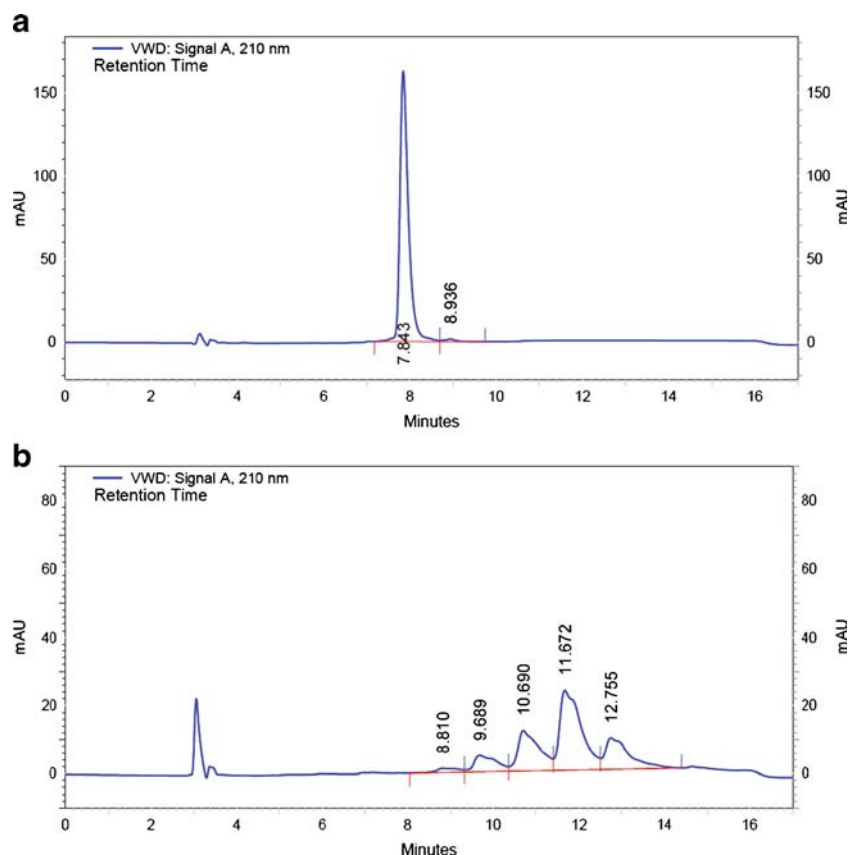 a
VWD: Signal A, 210 nm
Retention Time
150
100
50
0
mAU
7.843
8.936
150
100
50
0
mAU
0 2 4 6 8 10 12 14 16
Minutes
b
VWD: Signal A, 210 nm
Retention Time
80
60
40
20
0
mAU
8.810
9.689
10.690
11.672
12.755
80
60
40
20
0
mAU
0 2 4 6 8 10 12 14 16
Minutes